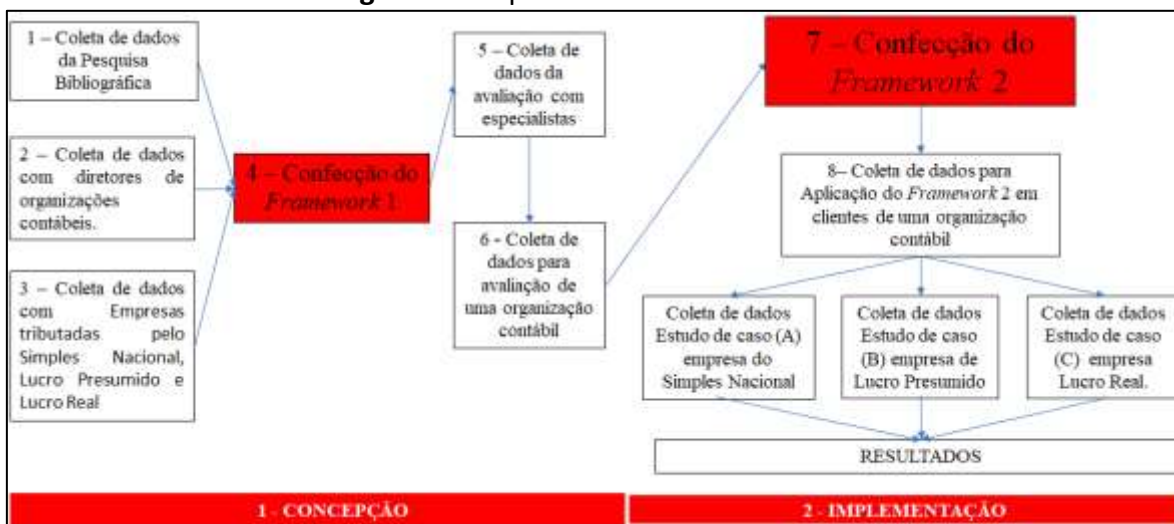 1 – Coleta de dados
da Pesquisa
Bibliográfica
2 – Coleta de dados
com diretores de
organizações
contábeis.
3 – Coleta de dados
com Empresas
tributadas pelo
Simples Nacional,
Lucro Presumido e
Lucro Real
4 – Confecção do
Framework 1
5 – Coleta de
dados da
avaliação com
especialistas
6 - Coleta de
dados para
avaliação de
uma organização
contábil
7 – Confecção do
Framework 2
8– Coleta de dados para
Aplicação do Framework 2 em
clientes de uma organização
contábil
Coleta de dados
Estudo de caso (A)
empresa do
Simples Nacional
Coleta de dados
Estudo de caso
(B) empresa de
Lucro Presumido
Coleta de dados
Estudo de caso
(C) empresa
Lucro Real.
RESULTADOS
1 - CONCEPÇÃO
2 - IMPLEMENTAÇÃO